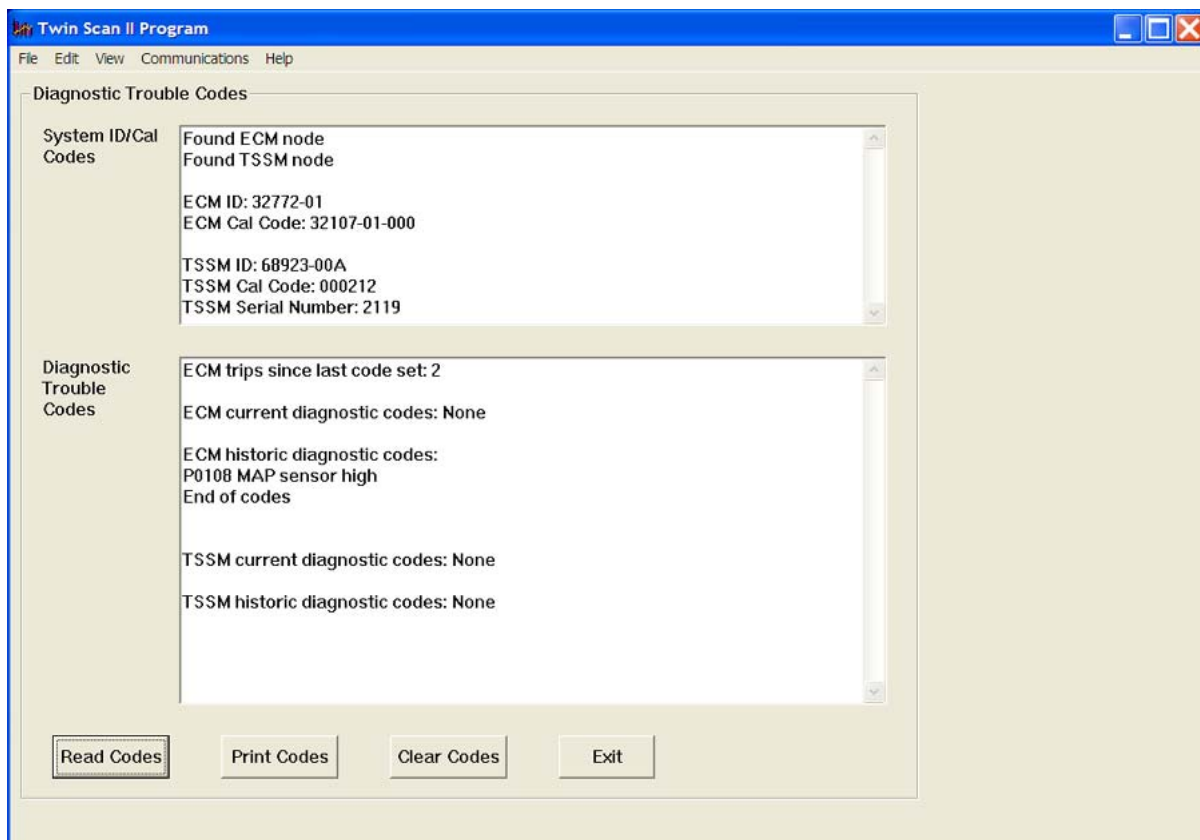 Twin Scan II Program
File Edit View Communications Help
Diagnostic Trouble Codes
System ID/Cal
Codes
Found ECM node
Found TSSM node
ECM ID: 32772-01
ECM Cal Code: 32107-01-000
TSSM ID: 68923-00A
TSSM Cal Code: 000212
TSSM Serial Number: 2119
Diagnostic
Trouble
Codes
ECM trips since last code set: 2
ECM current diagnostic codes: None
ECM historic diagnostic codes:
P0108 MAP sensor high
End of codes
TSSM current diagnostic codes: None
TSSM historic diagnostic codes: None
Read Codes Print Codes Clear Codes Exit